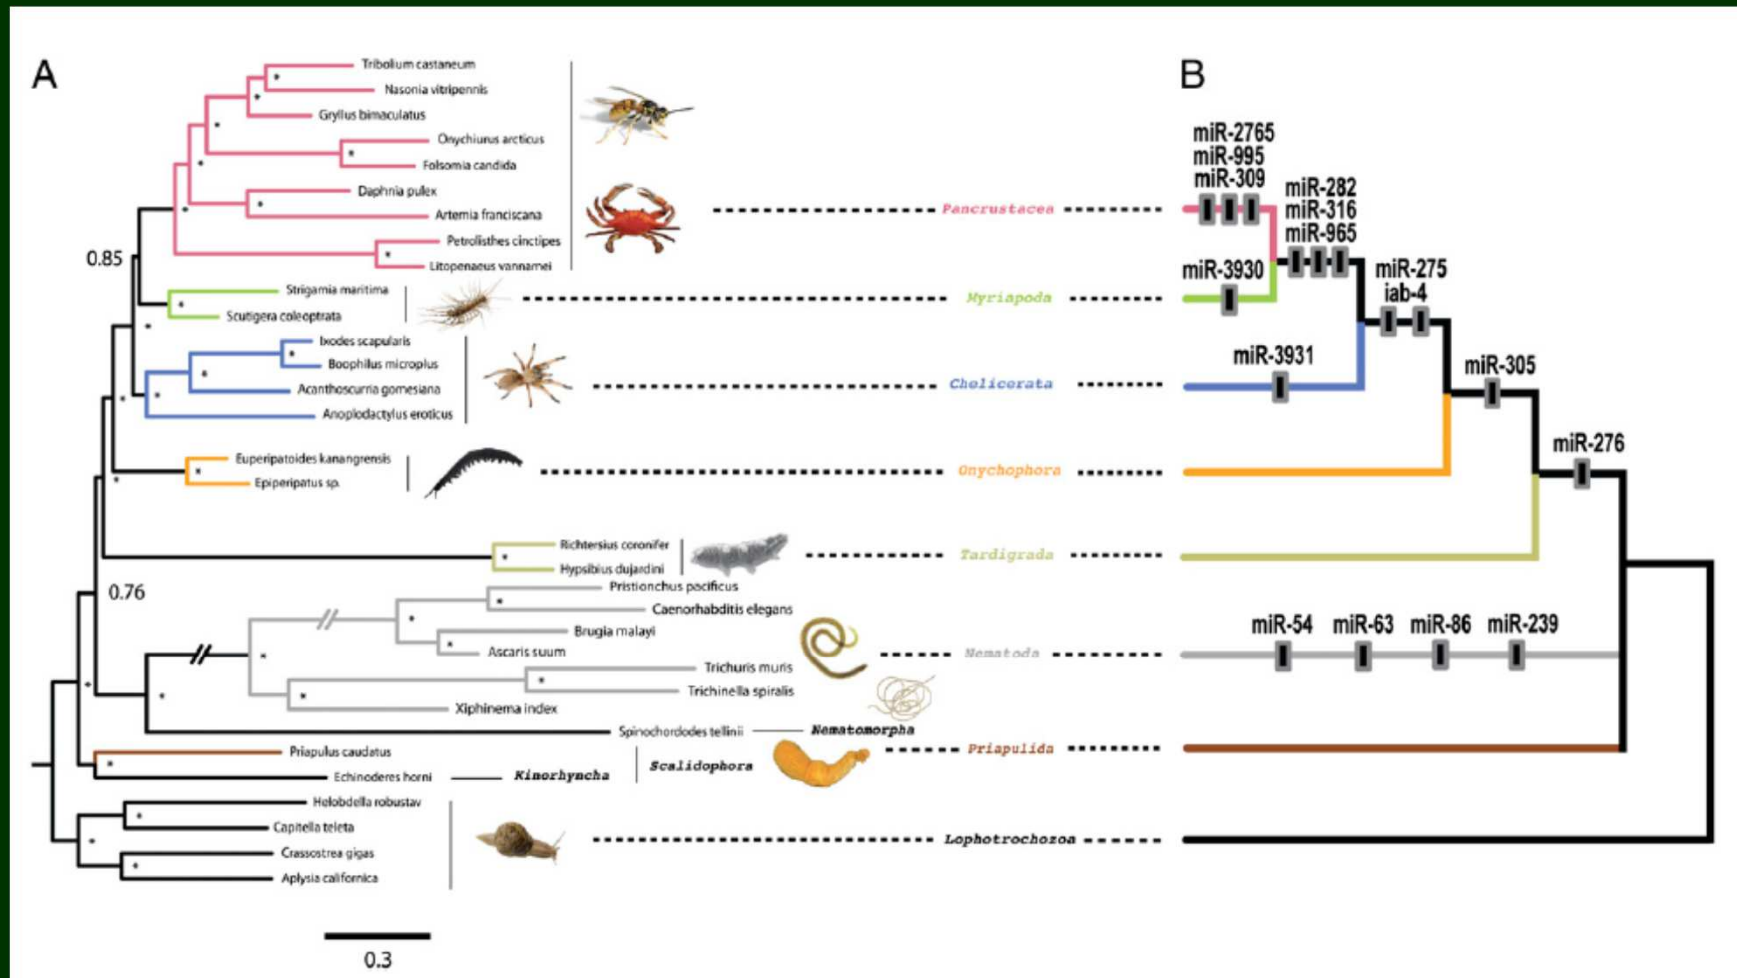 A
Tribolium castaneum
Nasonia vitripennis
Gryllus bimaculatus
Onychiurus arcticus
Folsomia candida
Daphnia pulex
Artemia franciscana
Petrolisthes cinctipes
Litopenaeus vannamei
0.85
Strigamia maritima
Scutigera coleoptrata
Ixodes scapularis
Boophilus microplus
Acanthoscurria gomesiana
Anoplodactylus eroticus
Euperipatoides kanangrensis
Epiperipatus sp.
Richtersius coronifer
Hypsibius dujardini
0.76
Pristionchus pacificus
Caenorhabditis elegans
Brugia malayi
Ascaris suum
Trichuris muris
Trichinella spiralis
Xiphinema index
Spinochordodes tellinii
Nematomorpha
Priapulus caudatus
Echinoderes horni
Kinorhyncha
Scalidophora
Helobdella robustav
Capitella teleta
Crassostrea gigas
Aplysia californica
0.3
Pancrustacea
Myriapoda
Chelicerata
Onychophora
Tardigrada
Nematoda
Priapulida
Lophotrochozoa
B
miR-2765
miR-995
miR-309
miR-282
miR-316
miR-965
miR-3930
miR-275
iab-4
miR-3931
miR-305
miR-276
miR-54
miR-63
miR-86
miR-239